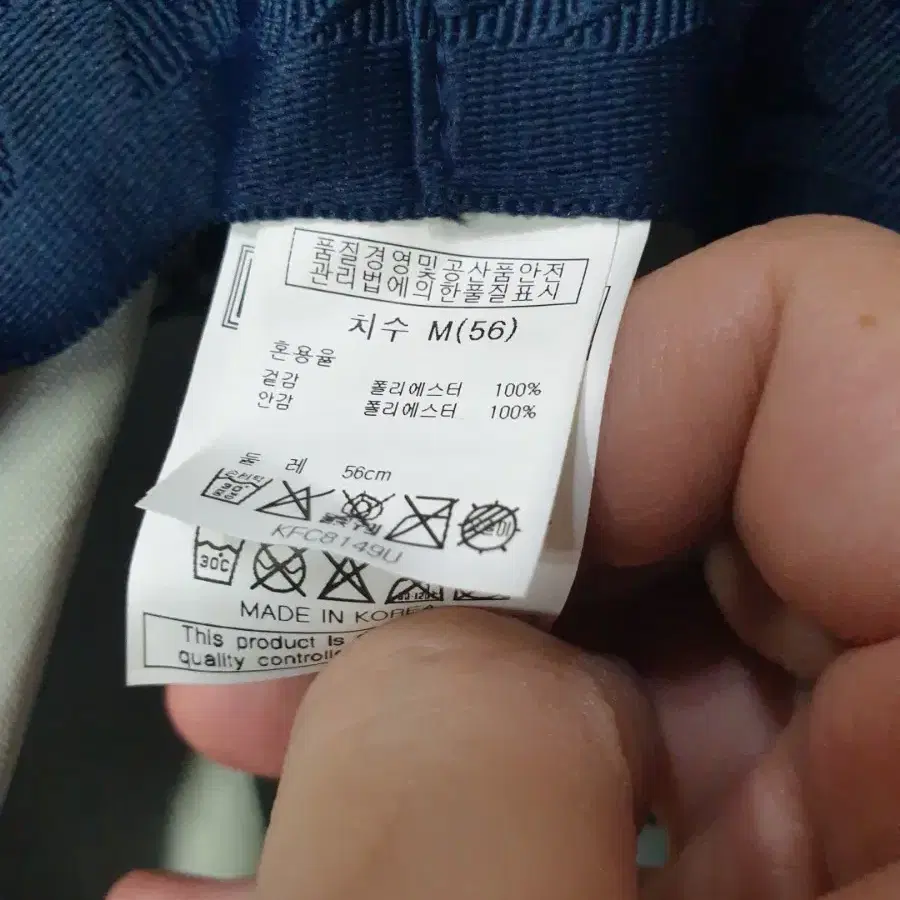 품질경영및공산품안전
관리법에의한품질표시
치수 M(56)
혼용율
겉감 폴리에스터 100%
안감 폴리에스터 100%
둘 레 56cm
KFC8149U
30C
MADE IN KOREA
This product is
quality controlle